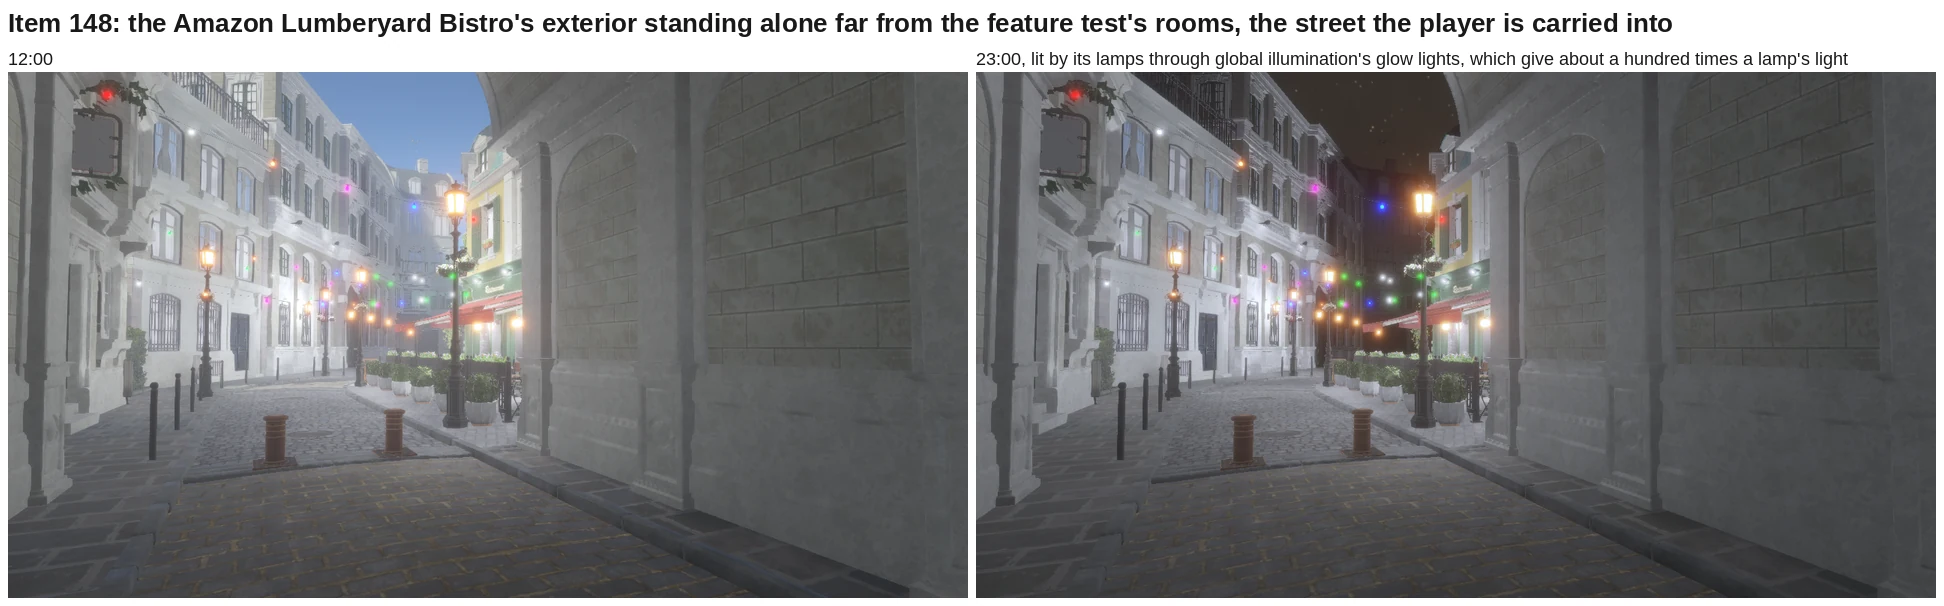 Item 148: the Amazon Lumberyard Bistro's exterior standing alone far from the feature test's rooms, the street the player is carried into
12:00
23:00, lit by its lamps through global illumination's glow lights, which give about a hundred times a lamp's light